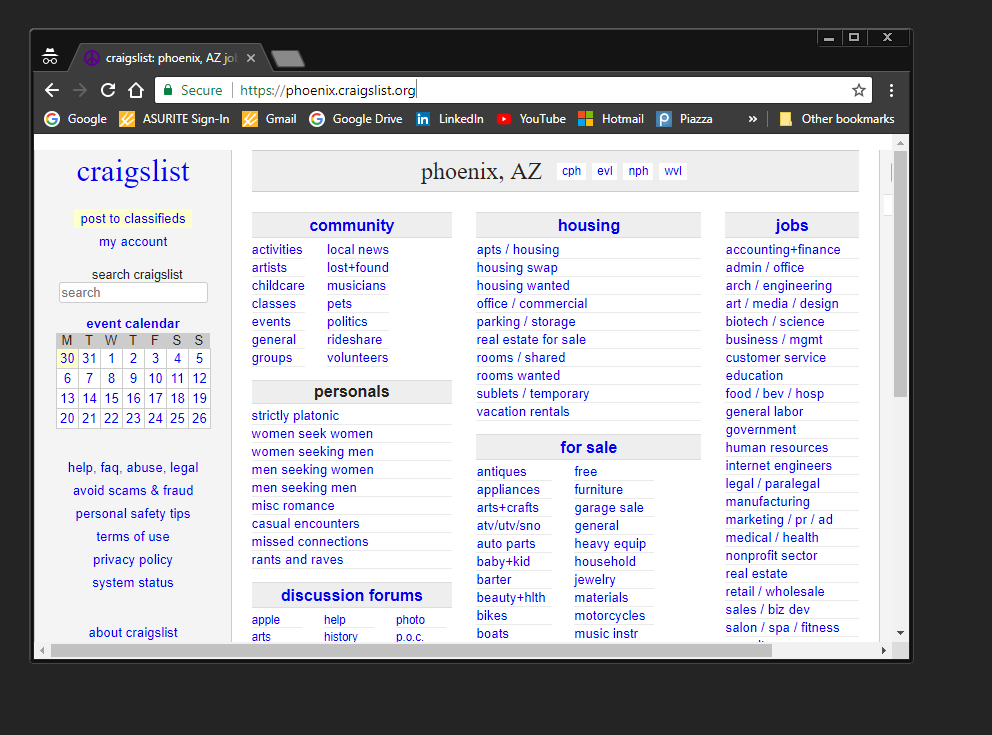 craigslist: phoenix, AZ jo
Secure https://phoenix.craigslist.org
Google ASURITE Sign-In Gmail Google Drive LinkedIn YouTube Hotmail Piazza » Other bookmarks
craigslist
post to classifieds
my account
search craigslist
search
event calendar
M T W T F S S
30 31 1 2 3 4 5
6 7 8 9 10 11 12
13 14 15 16 17 18 19
20 21 22 23 24 25 26
help, faq, abuse, legal
avoid scams & fraud
personal safety tips
terms of use
privacy policy
system status
about craigslist
phoenix, AZ cph evl nph wvl
community
activities
artists
childcare
classes
events
general
groups
local news
lost+found
musicians
pets
politics
rideshare
volunteers
personals
strictly platonic
women seek women
women seeking men
men seeking women
men seeking men
misc romance
casual encounters
missed connections
rants and raves
discussion forums
apple
arts
help
history
photo
p.o.c.
housing
apts / housing
housing swap
housing wanted
office / commercial
parking / storage
real estate for sale
rooms / shared
rooms wanted
sublets / temporary
vacation rentals
for sale
antiques
appliances
arts+crafts
atv/utv/sno
auto parts
baby+kid
barter
beauty+hlth
bikes
boats
free
furniture
garage sale
general
heavy equip
household
jewelry
materials
motorcycles
music instr
jobs
accounting+finance
admin / office
arch / engineering
art / media / design
biotech / science
business / mgmt
customer service
education
food / bev / hosp
general labor
government
human resources
internet engineers
legal / paralegal
manufacturing
marketing / pr / ad
medical / health
nonprofit sector
real estate
retail / wholesale
sales / biz dev
salon / spa / fitness